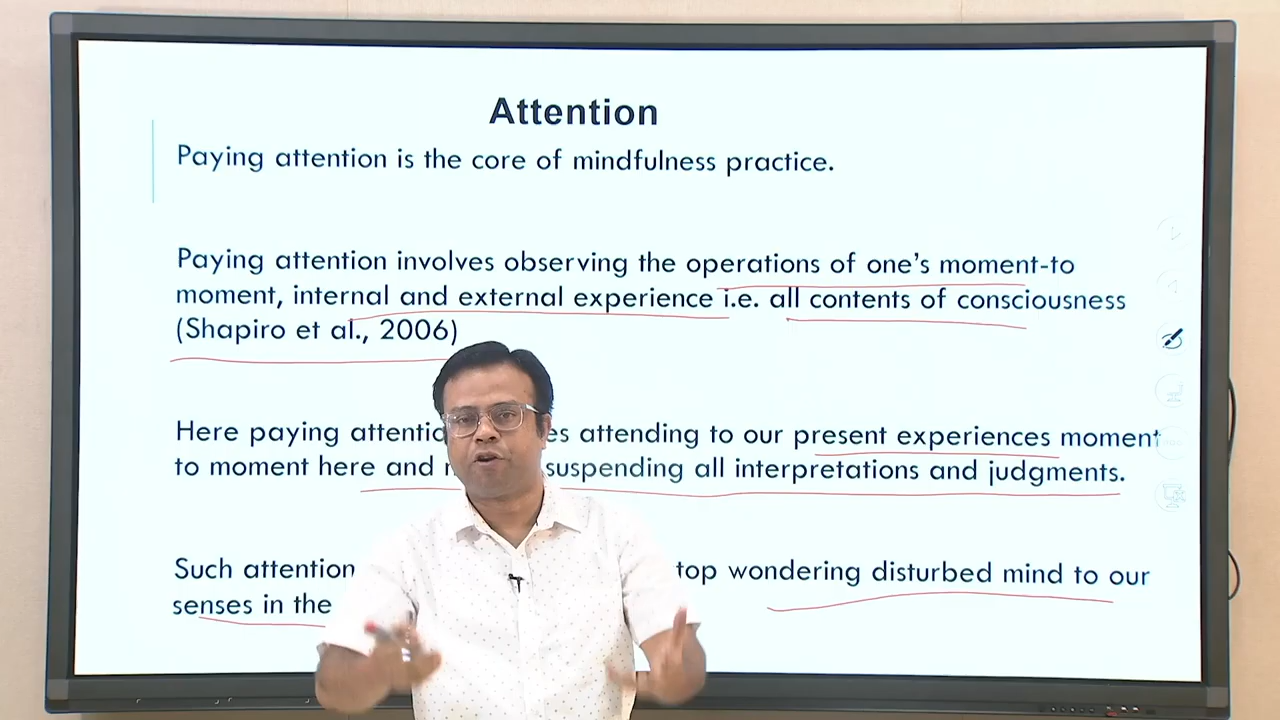 Attention
Paying attention is the core of mindfulness practice.
Paying attention involves observing the operations of one's moment-to
moment, internal and external experience i.e. all contents of consciousness
(Shapiro et al., 2006)
Here paying attending to our present experiences moment
to moment here and suspending all interpretations and judgments.
Such attention wondering disturbed mind to our
senses in the